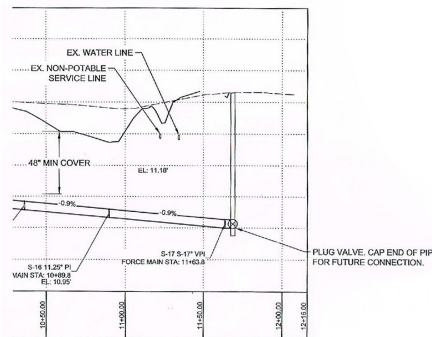 EX. WATER LINE
EX. NON-POTABLE
SERVICE LINE
48" MIN COVER
EL: 11.18'
-0.9%
-0.9%
S-16 11.25" PI
MAIN STA: 10+89.8
EL: 10.95'
S-17 S-17" VPI
FORCE MAIN STA: 11+63.8
PLUG VALVE. CAP END OF PIP
FOR FUTURE CONNECTION.
10+50.00
11+00
11+50.00
12+00.00
12+16